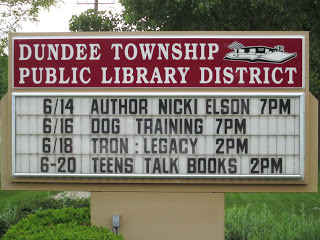 DUNDEE TOWNSHIP
PUBLIC LIBRARY DISTRICT
6/14 AUTHOR NICKI ELSON 7PM
6/16 DOG TRAINING 7PM
6/18 TRON: LEGACY 2PM
6-20 TEENS TALK BOOKS 2PM